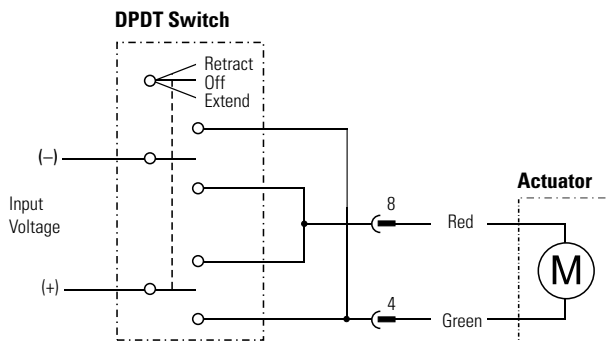 DPDT Switch
Retract
Off
Extend
(–)
Input
Voltage
(+)
8
Red
4
Green
Actuator
M